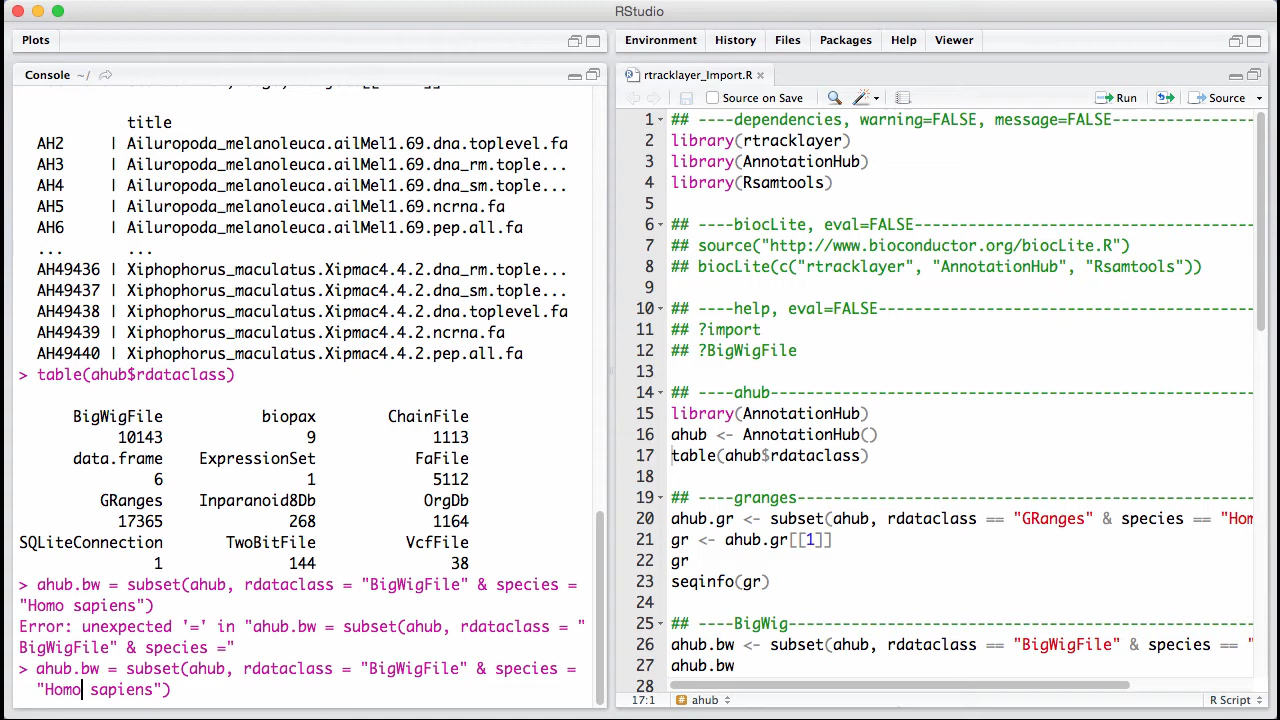 RStudio
Plots
Console ~/
title
AH2 | Ailuropoda_melanoleuca.ailMel1.69.dna.toplevel.fa
AH3 | Ailuropoda_melanoleuca.ailMel1.69.dna_rm.tople...
AH4 | Ailuropoda_melanoleuca.ailMel1.69.dna_sm.tople...
AH5 | Ailuropoda_melanoleuca.ailMel1.69.ncrna.fa
AH6 | Ailuropoda_melanoleuca.ailMel1.69.pep.all.fa
... ...
AH49436 | Xiphophorus_maculatus.Xipmac4.4.2.dna_rm.tople...
AH49437 | Xiphophorus_maculatus.Xipmac4.4.2.dna_sm.tople...
AH49438 | Xiphophorus_maculatus.Xipmac4.4.2.dna.toplevel.fa
AH49439 | Xiphophorus_maculatus.Xipmac4.4.2.ncrna.fa
AH49440 | Xiphophorus_maculatus.Xipmac4.4.2.pep.all.fa
> table(ahub$rdataclass)
BigWigFile biopax ChainFile
10143 9 1113
data.frame ExpressionSet FaFile
6 1 5112
GRanges Inparanoid8Db OrgDb
17365 268 1164
SQLiteConnection TwoBitFile VcfFile
1 144 38
> ahub.bw = subset(ahub, rdataclass = "BigWigFile" & species =
"Homo sapiens")
Error: unexpected '=' in "ahub.bw = subset(ahub, rdataclass = "
BigWigFile" & species ="
> ahub.bw = subset(ahub, rdataclass = "BigWigFile" & species =
"Homo sapiens")
Environment History Files Packages Help Viewer
rtracklayer_Import.R
Source on Save Run Source
1 ## ----dependencies, warning=FALSE, message=FALSE----------------
2 library(rtracklayer)
3 library(AnnotationHub)
4 library(Rsamtools)
5
6 ## ----biocLite, eval=FALSE--------------------------------------
7 ## source("http://www.bioconductor.org/biocLite.R")
8 ## biocLite(c("rtracklayer", "AnnotationHub", "Rsamtools"))
9
10 ## ----help, eval=FALSE------------------------------------------
11 ## ?import
12 ## ?BigWigFile
13
14 ## ----ahub------------------------------------------------------
15 library(AnnotationHub)
16 ahub <- AnnotationHub()
17 table(ahub$rdataclass)
18
19 ## ----granges---------------------------------------------------
20 ahub.gr <- subset(ahub, rdataclass == "GRanges" & species == "Hom
21 gr <- ahub.gr[[1]]
22 gr
23 seqinfo(gr)
24
25 ## ----BigWig----------------------------------------------------
26 ahub.bw <- subset(ahub, rdataclass == "BigWigFile" & species == "
27 ahub.bw
28
17:1 ahub R Script